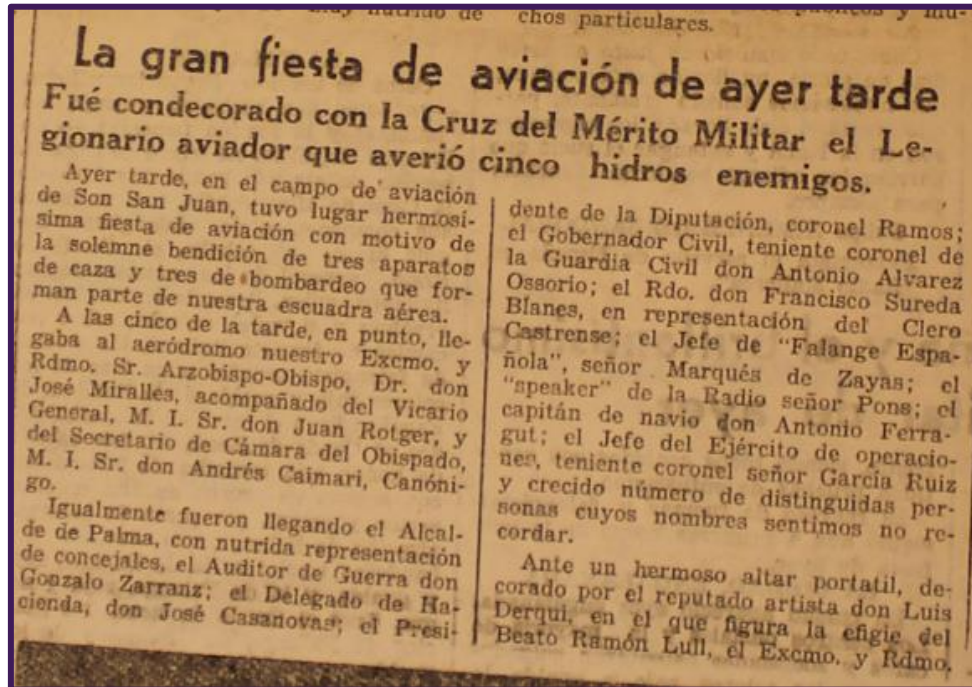 muy nutrido de
chos particulares.
La gran fiesta de aviación de ayer tarde
Fué condecorado con la Cruz del Mérito Militar el Le-
gionario aviador que averió cinco hidros enemigos.
Ayer tarde, en el campo de aviación
de Son San Juan, tuvo lugar hermosí-
sima fiesta de aviación con motivo de
la solemne bendición de tres aparatos
de caza y tres de bombardeo que for-
man parte de nuestra escuadra aérea.
A las cinco de la tarde, en punto, lle-
gaba al aeródromo nuestro Excmo. y
Rdmo. Sr. Arzobispo-Obispo, Dr. don
José Miralles, acompañado del Vicario
General, M. I. Sr. don Juan Rotger, y
del Secretario de Cámara del Obispado,
M. I. Sr. don Andrés Caimari, Canóni-
go.
Igualmente fueron llegando el Alcal-
de de Palma, con nutrida representación
de concejales, el Auditor de Guerra don
Gonzalo Zarranz; el Delegado de Ha-
cienda, don José Casanovas; el Presi-
dente de la Diputación, coronel Ramos;
el Gobernador Civil, teniente coronel de
la Guardia Civil don Antonio Alvarez
Ossorio; el Rdo. don Francisco Sureda
Blanes, en representación del Clero
Castrense; el Jefe de "Falange Espa-
ñola", señor Marqués de Zayas; el
"speaker" de la Radio señor Pons; el
capitán de navio don Antonio Ferra-
gut; el Jefe del Ejército de operacio-
nes, teniente coronel señor García Ruiz
y crecido número de distinguidas per-
sonas cuyos nombres sentimos no re-
cordar.
Ante un hermoso altar portatil, de-
corado por el reputado artista don Luis
Derqui, en el que figura la efigie del
Beato Ramón Lull, el Excmo. y Rdmo.